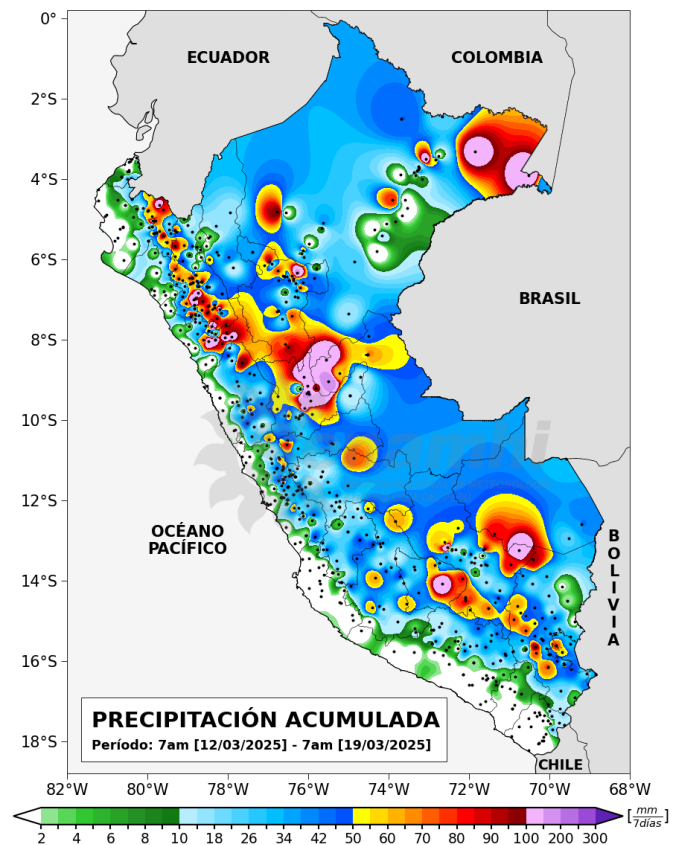 0°
2°S
4°S
6°S
8°S
10°S
12°S
14°S
16°S
18°S
ECUADOR
COLOMBIA
BRASIL
OCÉANO
PACÍFICO
B
O
L
I
V
I
A
CHILE
PRECIPITACIÓN ACUMULADA
Período: 7am [12/03/2025] - 7am [19/03/2025]
82°W 80°W 78°W 76°W 74°W 72°W 70°W 68°W
2 4 6 8 10 18 26 34 42 50 60 70 80 90 100 200 300
[mm/7días]